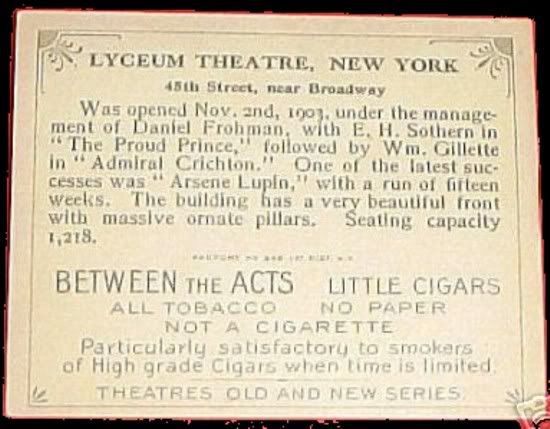 LYCEUM THEATRE, NEW YORK
45th Street, near Broadway
Was opened Nov. 2nd, 1903, under the manage-
ment of Daniel Frohman, with E. H. Sothern in
"The Proud Prince," followed by Wm. Gillette
in "Admiral Crichton." One of the latest suc-
cesses was "Arsene Lupin," with a run of fifteen
weeks. The building has a very beautiful front
with massive ornate pillars. Seating capacity
1,218.
BETWEEN THE ACTS LITTLE CIGARS
ALL TOBACCO NO PAPER
NOT A CIGARETTE
Particularly satisfactory to smokers
of High grade Cigars when time is limited.
THEATRES OLD AND NEW SERIES